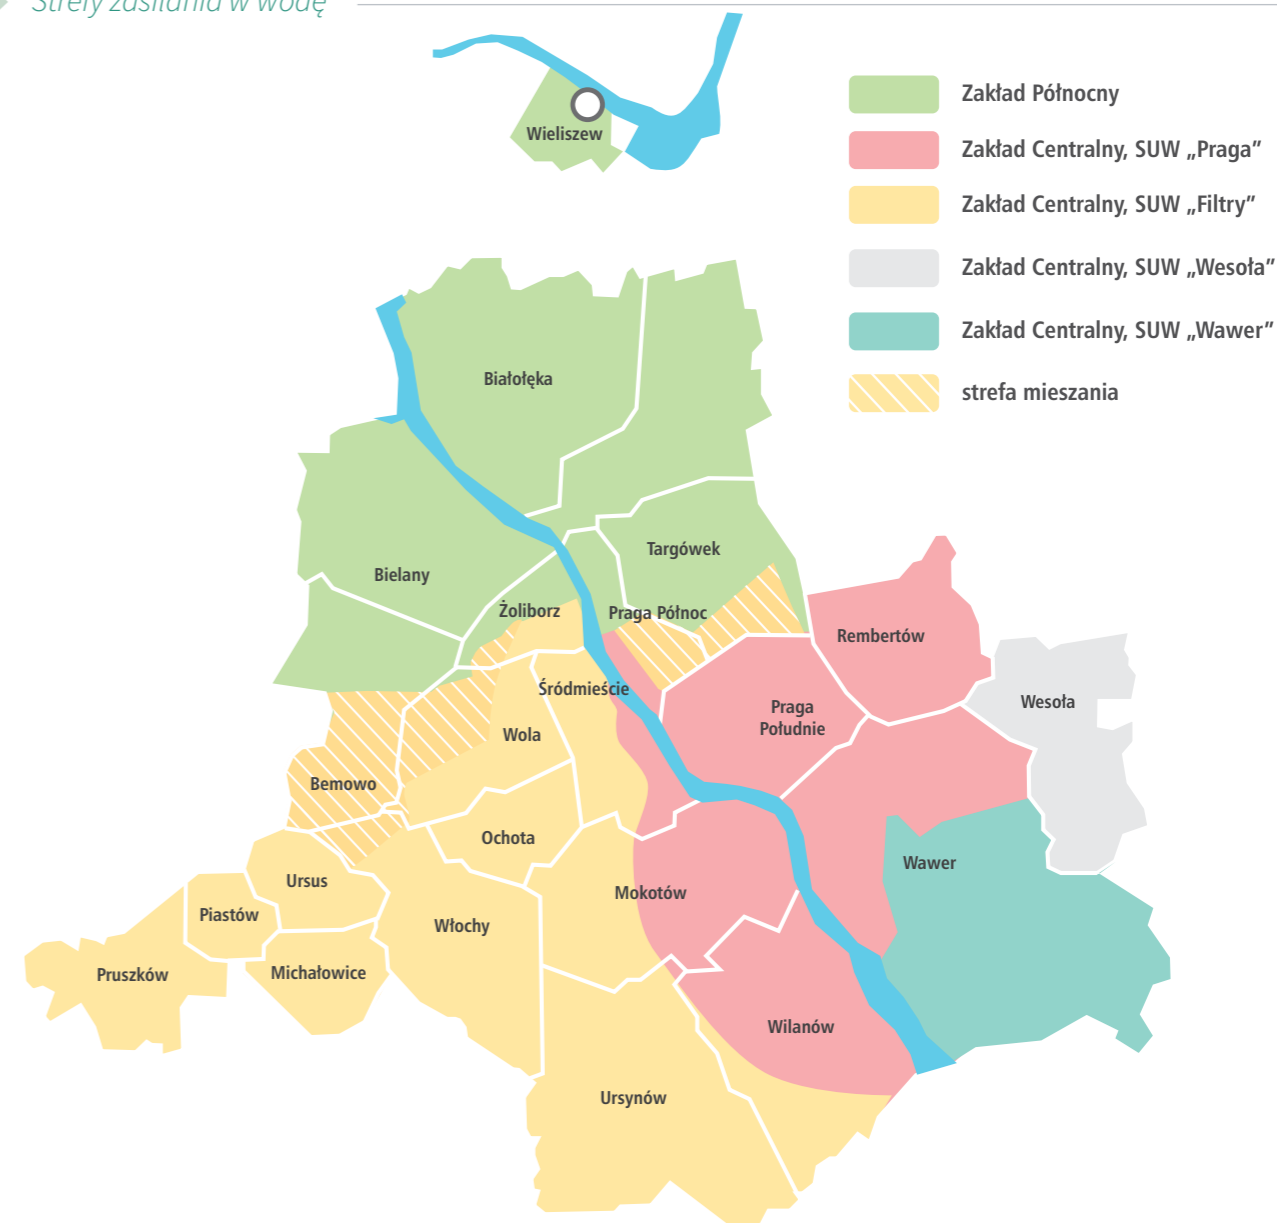 Strefy zasilania w wodę
Wieliszew
Zakład Północny
Zakład Centralny, SUW „Praga”
Zakład Centralny, SUW „Filtry”
Zakład Centralny, SUW „Wesoła”
Zakład Centralny, SUW „Wawer”
strefa mieszania
Białołęka
Targówek
Bielany
Żoliborz
Praga Północ
Rembertów
Śródmieście
Wesoła
Praga
Południe
Wola
Bemowo
Ochota
Wawer
Ursus
Mokotów
Piastów
Włochy
Pruszków
Michałowice
Wilanów
Ursynów